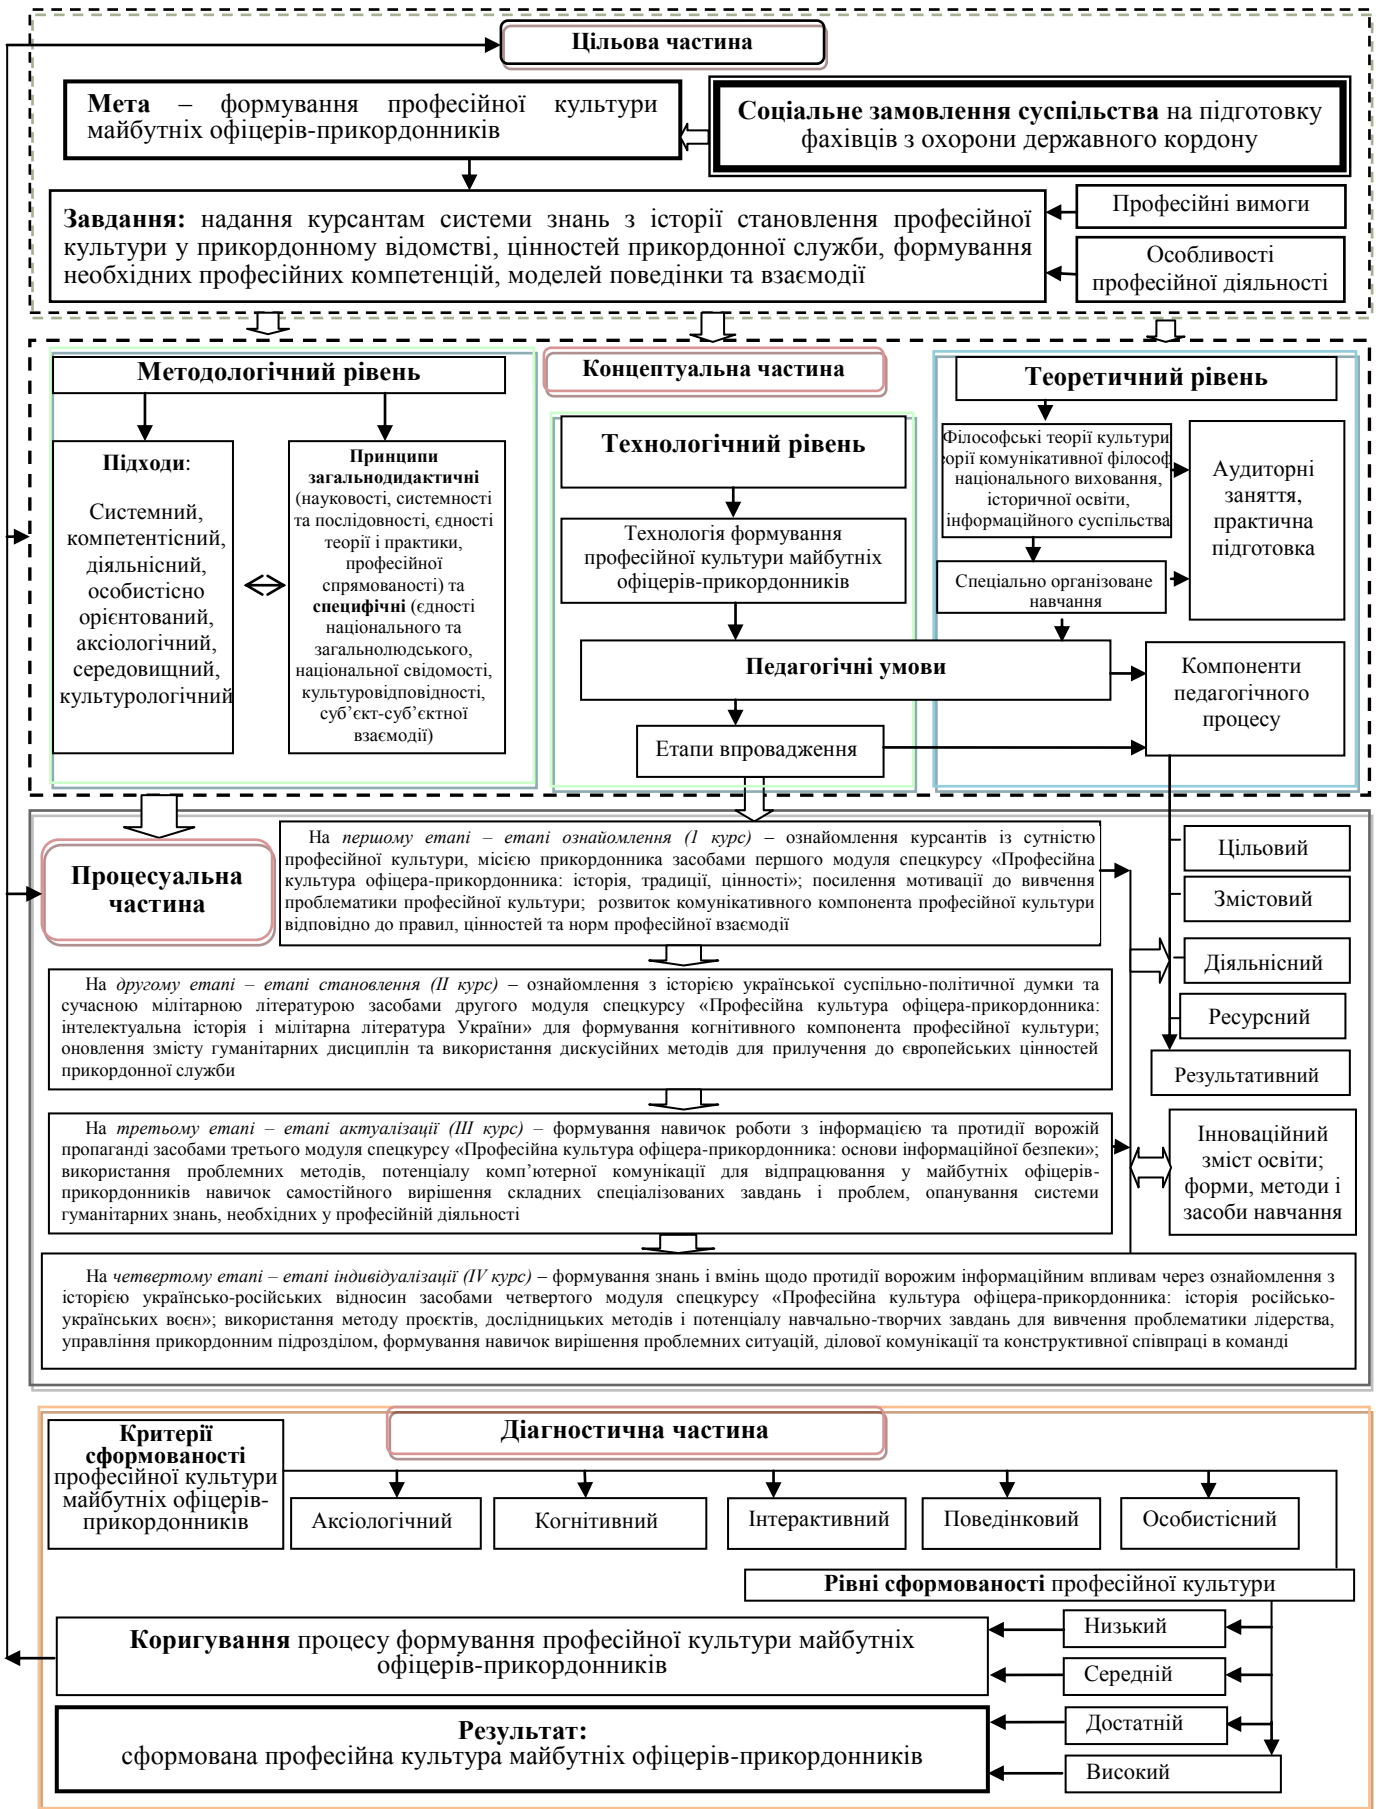 Цільова частина
Мета – формування професійної культури
майбутніх офіцерів-прикордонників
Соціальне замовлення суспільства на підготовку
фахівців з охорони державного кордону
Завдання: надання курсантам системи знань з історії становлення професійної
культури у прикордонному відомстві, цінностей прикордонної служби, формування
необхідних професійних компетенцій, моделей поведінки та взаємодії
Професійні вимоги
Особливості
професійної діяльності
Методологічний рівень
Підходи:
Системний,
компетентісний,
діяльнісний,
особистісно
орієнтований,
аксіологічний,
середовищний,
культурологічний
Принципи
загальнодидактичні
(науковості, системності
та послідовності, єдності
теорії і практики,
професійної
спрямованості) та
специфічні (єдності
національного та
загальнолюдського,
національної свідомості,
культуровідповідності,
суб’єкт-суб’єктної
взаємодії)
Концептуальна частина
Технологічний рівень
Технологія формування
професійної культури майбутніх
офіцерів-прикордонників
Педагогічні умови
Етапи впровадження
Теоретичний рівень
Філософські теорії культури
орії комунікативної філософ
національного виховання,
історичної освіти,
інформаційного суспільства
Спеціально організоване
навчання
Аудиторні
заняття,
практична
підготовка
Компоненти
педагогічного
процесу
Процесуальна
частина
На першому етапі – етапі ознайомлення (1 курс) – ознайомлення курсантів із сутністю
професійної культури, місією прикордонника засобами першого модуля спецкурсу «Професійна
культура офіцера-прикордонника: історія, традиції, цінності»; посилення мотивації до вивчення
проблематики професійної культури; розвиток комунікативного компонента професійної культури
відповідно до правил, цінностей та норм професійної взаємодії
На другому етапі – етапі становлення (ІІ курс) – ознайомлення з історією української суспільно-політичної думки та
сучасною мілітарною літературою засобами другого модуля спецкурсу «Професійна культура офіцера-прикордонника:
інтелектуальна історія і мілітарна література України» для формування когнітивного компонента професійної культури;
оновлення змісту гуманітарних дисциплін та використання дискусійних методів для прилучення до європейських цінностей
прикордонної служби
На третьому етапі – етапі актуалізації (ІІІ курс) – формування навичок роботи з інформацією та протидії ворожій
пропаганді засобами третього модуля спецкурсу «Професійна культура офіцера-прикордонника: основи інформаційної безпеки»;
використання проблемних методів, потенціалу комп’ютерної комунікації для відпрацювання у майбутніх офіцерів-
прикордонників навичок самостійного вирішення складних спеціалізованих завдань і проблем, опанування системи
гуманітарних знань, необхідних у професійній діяльності
На четвертому етапі – етапі індивідуалізації (IV курс) – формування знань і вмінь щодо протидії ворожим інформаційним впливам через ознайомлення з
історією українсько-російських відносин засобами четвертого модуля спецкурсу «Професійна культура офіцера-прикордонника: історія російсько-
українських воєн»; використання методу проєктів, дослідницьких методів і потенціалу навчально-творчих завдань для вивчення проблематики лідерства,
управління прикордонним підрозділом, формування навичок вирішення проблемних ситуацій, ділової комунікації та конструктивної співпраці в команді
Цільовий
Змістовий
Діяльнісний
Ресурсний
Результативний
Інноваційний
зміст освіти;
форми, методи і
засоби навчання
Діагностична частина
Критерії
сформованості
професійної культури
майбутніх офіцерів-
прикордонників
Аксіологічний
Когнітивний
Інтерактивний
Поведінковий
Особистісний
Рівні сформованості професійної культури
Низький
Середній
Достатній
Високий
Коригування процесу формування професійної культури майбутніх
офіцерів-прикордонників
Результат:
сформована професійна культура майбутніх офіцерів-прикордонників